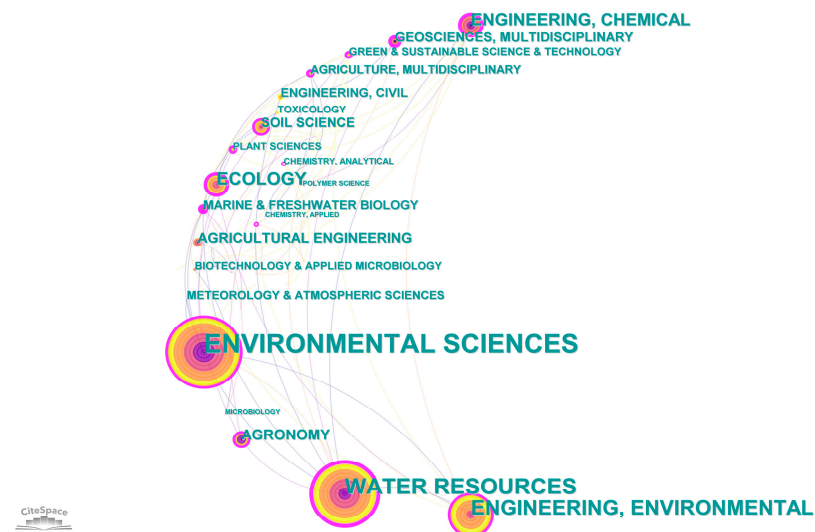 ENGINEERING, CHEMICAL
GEOSCIENCES, MULTIDISCIPLINARY
GREEN & SUSTAINABLE SCIENCE & TECHNOLOGY
AGRICULTURE, MULTIDISCIPLINARY
ENGINEERING, CIVIL
TOXICOLOGY
SOIL SCIENCE
PLANT SCIENCES
CHEMISTRY, ANALYTICAL
ECOLOGY
POLYMER SCIENCE
MARINE & FRESHWATER BIOLOGY
CHEMISTRY, APPLIED
AGRICULTURAL ENGINEERING
BIOTECHNOLOGY & APPLIED MICROBIOLOGY
METEOROLOGY & ATMOSPHERIC SCIENCES
ENVIRONMENTAL SCIENCES
MICROBIOLOGY
AGRONOMY
WATER RESOURCES
ENGINEERING, ENVIRONMENTAL
CiteSpace